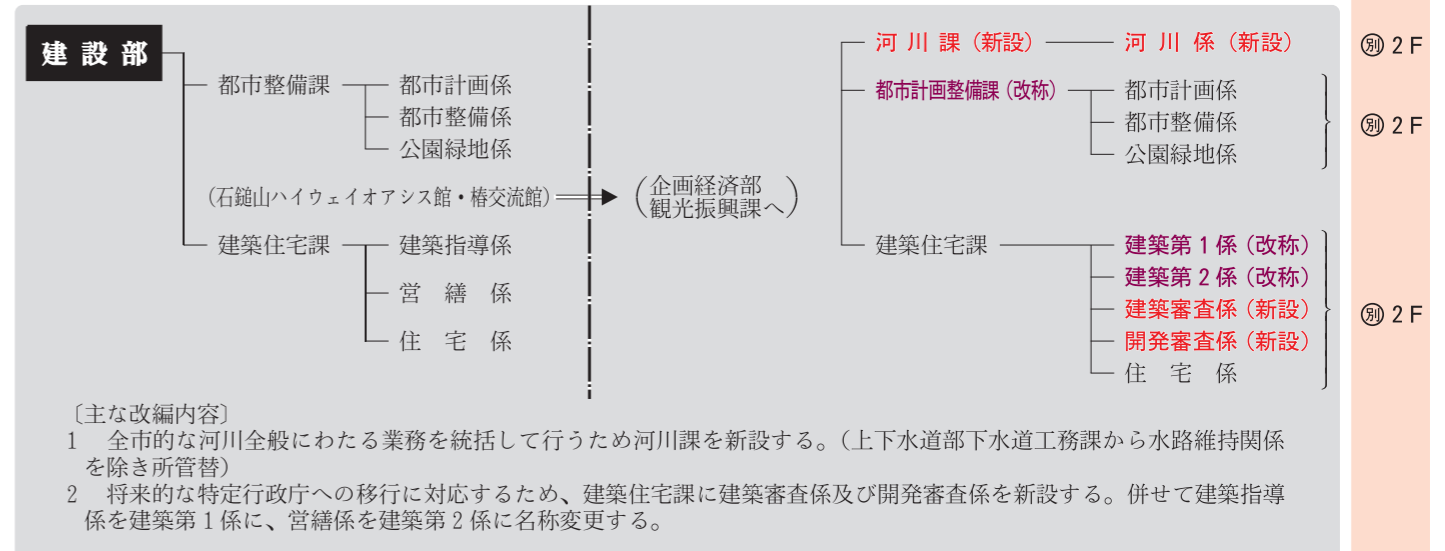 建設部
都市整備課
都市計画係
都市整備係
公園緑地係
(石鎚山ハイウェイオアシス館・椿交流館)
建築住宅課
建築指導係
営繕係
住宅係
(企画経済部
観光振興課へ)
河川課(新設)
河川係(新設)
㊕2F
都市計画整備課(改称)
都市計画係
都市整備係
公園緑地係
別2F
建築住宅課
建築第1係(改称)
建築第2係(改称)
建築審査係(新設)
開発審査係(新設)
住宅係
別2F
〔主な改編内容〕
1 全市的な河川全般にわたる業務を統括して行うため河川課を新設する。(上下水道部下水道工務課から水路維持関係
を除き所管替)
2 将来的な特定行政庁への移行に対応するため、建築住宅課に建築審査係及び開発審査係を新設する。併せて建築指導
係を建築第1係に、営繕係を建築第2係に名称変更する。